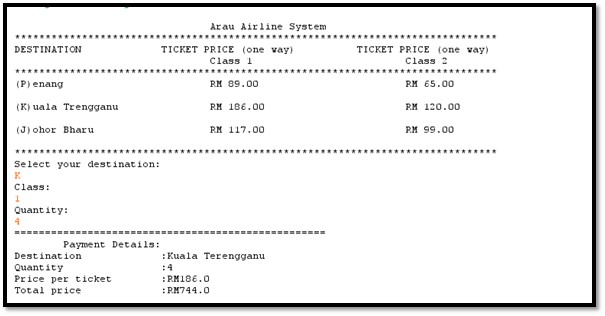 Arau Airline System
*******************************************************************************
DESTINATION TICKET PRICE (one way) TICKET PRICE (one way)
Class 1 Class 2
*******************************************************************************
(P)enang RM 89.00 RM 65.00
(K)uala Trengganu RM 186.00 RM 120.00
(J)ohor Bharu RM 117.00 RM 99.00
*******************************************************************************
Select your destination:
K
Class:
1
Quantity:
4
===================================================
Payment Details:
Destination :Kuala Terengganu
Quantity :4
Price per ticket :RM186.0
Total price :RM744.0